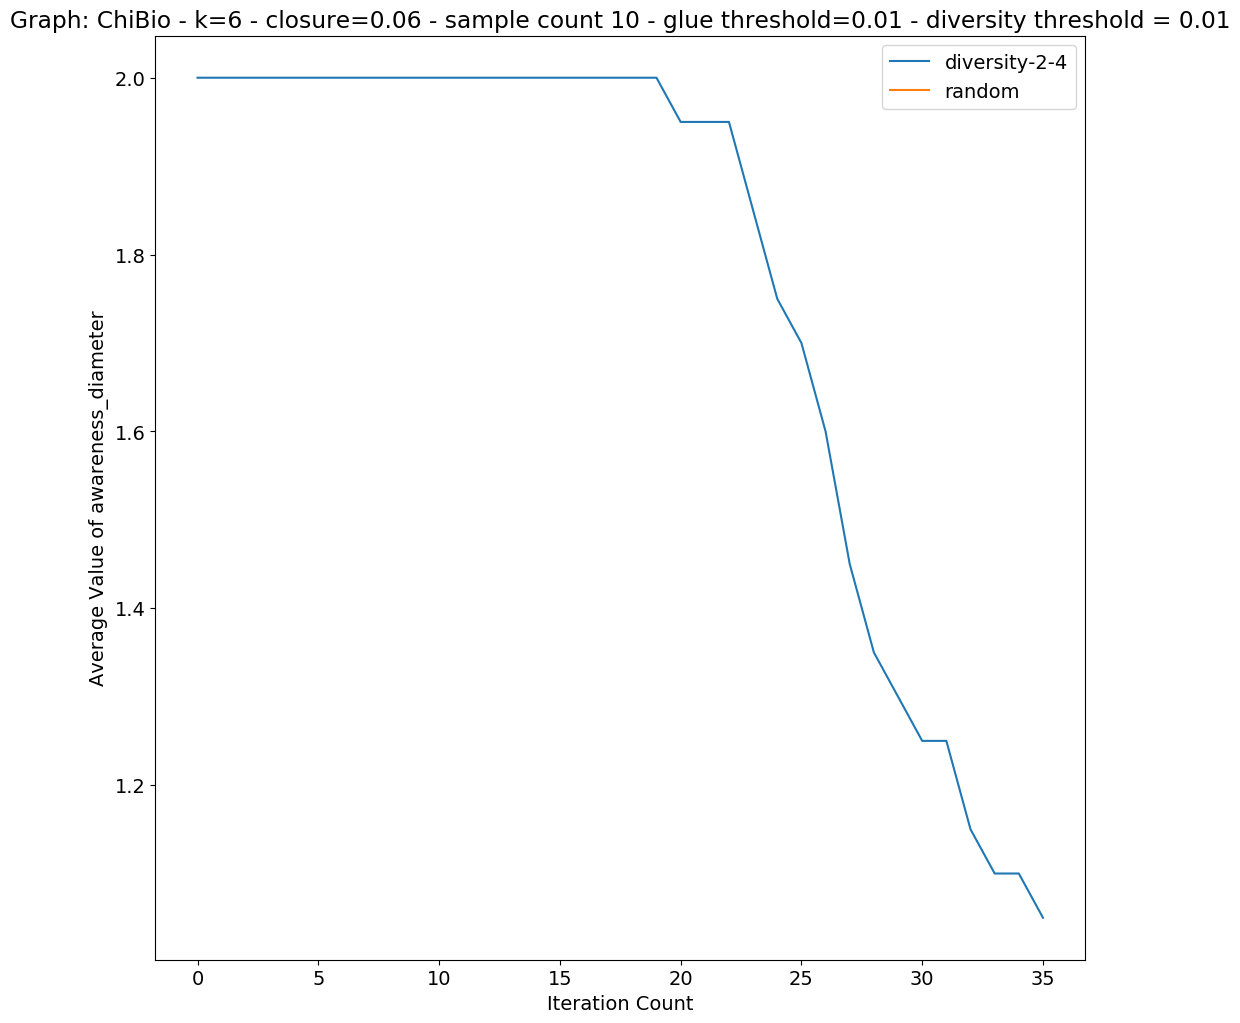 Graph: ChiBio - k=6 - closure=0.06 - sample count 10 - glue threshold=0.01 - diversity threshold = 0.01
diversity-2-4
random
Average Value of awareness_diameter
2.0
1.8
1.6
1.4
1.2
0 5 10 15 20 25 30 35
Iteration Count